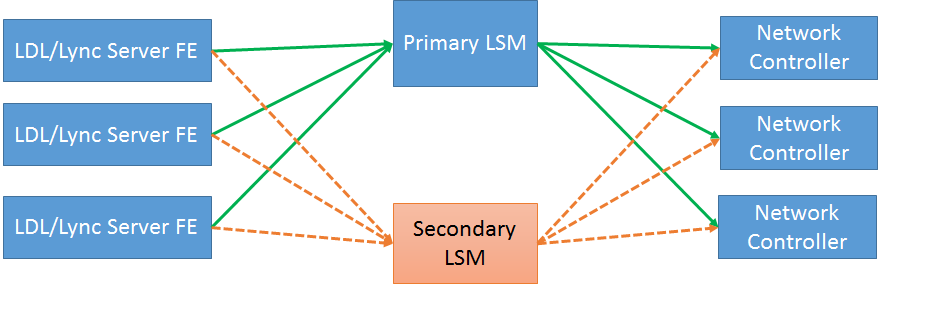 LDL/Lync Server FE
LDL/Lync Server FE
LDL/Lync Server FE
Primary LSM
Secondary
LSM
Network
Controller
Network
Controller
Network
Controller